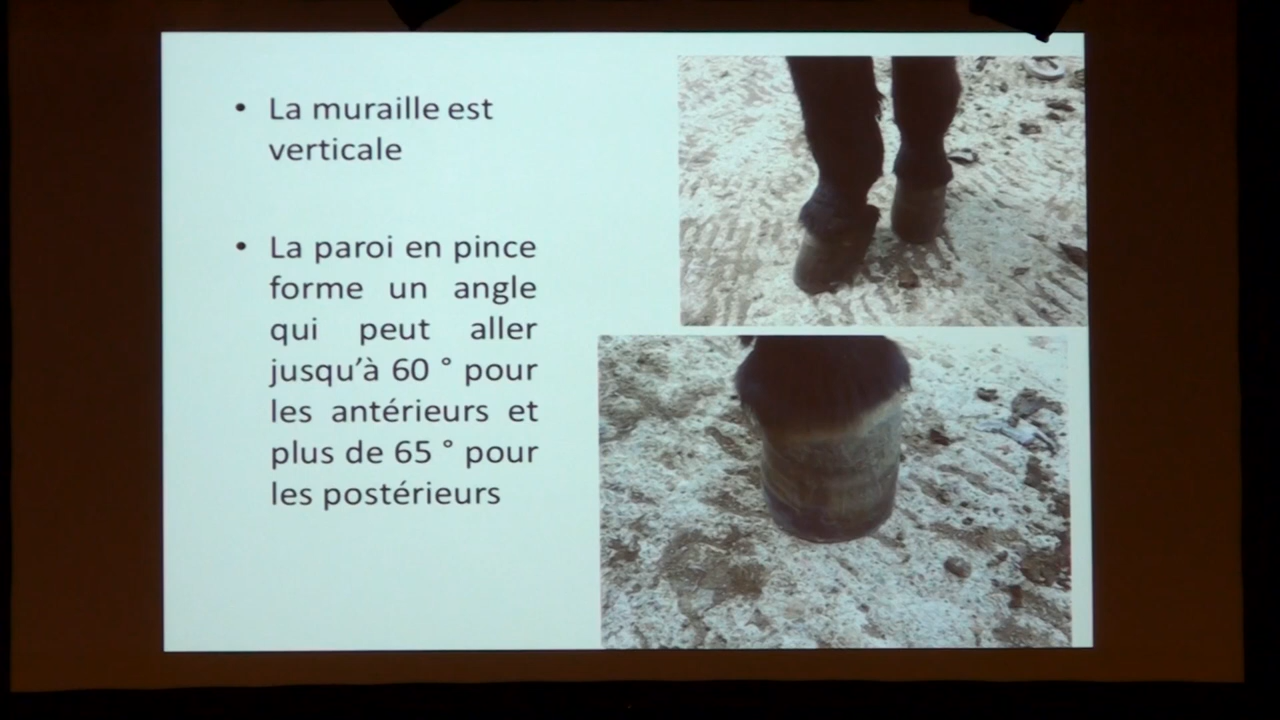 • La muraille est
verticale
• La paroi en pince
forme un angle
qui peut aller
jusqu’à 60 ° pour
les antérieurs et
plus de 65 ° pour
les postérieurs